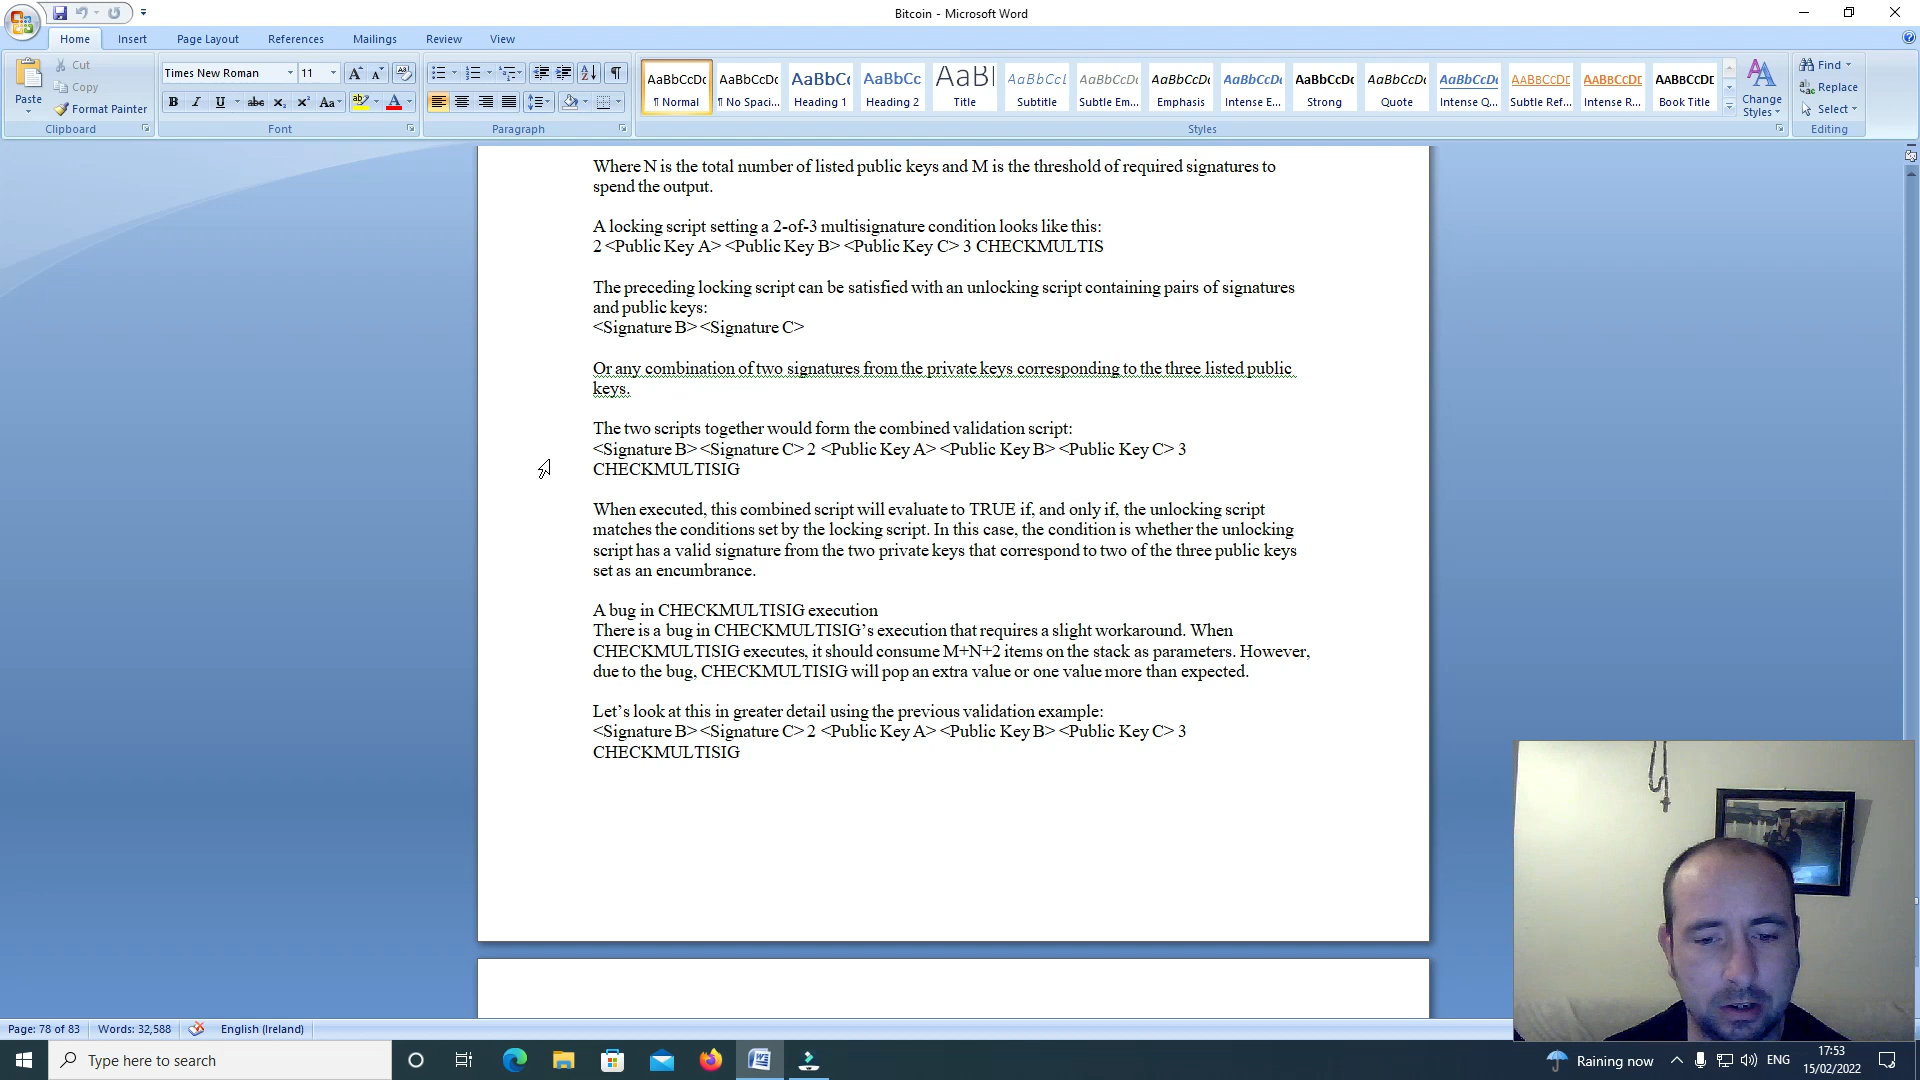 Bitcoin - Microsoft Word
Home Insert Page Layout References Mailings Review View
Paste
Cut
Copy
Format Painter
Clipboard
Times New Roman 11
Font
Paragraph
AaBbCcDc AaBbCcDc AaBbCc AaBbCc AaB AaBbCcL AaBbCcDc AaBbCcDc AaBbCcDc AaBbCcDc AaBbCcDc AaBbCcDc AABBCCDC AABBCCDC AABBCCDC
¶ Normal ¶ No Spaci... Heading 1 Heading 2 Title Subtitle Subtle Em... Emphasis Intense E... Strong Quote Intense Q... Subtle Ref... Intense R... Book Title
Change Styles
Styles
Find
Replace
Select
Editing
Where N is the total number of listed public keys and M is the threshold of required signatures to
spend the output.
A locking script setting a 2-of-3 multisignature condition looks like this:
2 <Public Key A> <Public Key B> <Public Key C> 3 CHECKMULTIS
The preceding locking script can be satisfied with an unlocking script containing pairs of signatures
and public keys:
<Signature B> <Signature C>
Or any combination of two signatures from the private keys corresponding to the three listed public
keys.
The two scripts together would form the combined validation script:
<Signature B> <Signature C> 2 <Public Key A> <Public Key B> <Public Key C> 3
CHECKMULTISIG
When executed, this combined script will evaluate to TRUE if, and only if, the unlocking script
matches the conditions set by the locking script. In this case, the condition is whether the unlocking
script has a valid signature from the two private keys that correspond to two of the three public keys
set as an encumbrance.
A bug in CHECKMULTISIG execution
There is a bug in CHECKMULTISIG’s execution that requires a slight workaround. When
CHECKMULTISIG executes, it should consume M+N+2 items on the stack as parameters. However,
due to the bug, CHECKMULTISIG will pop an extra value or one value more than expected.
Let’s look at this in greater detail using the previous validation example:
<Signature B> <Signature C> 2 <Public Key A> <Public Key B> <Public Key C> 3
CHECKMULTISIG
Page: 78 of 83 Words: 32,588 English (Ireland)
Type here to search
Raining now
ENG
17:53
15/02/2022